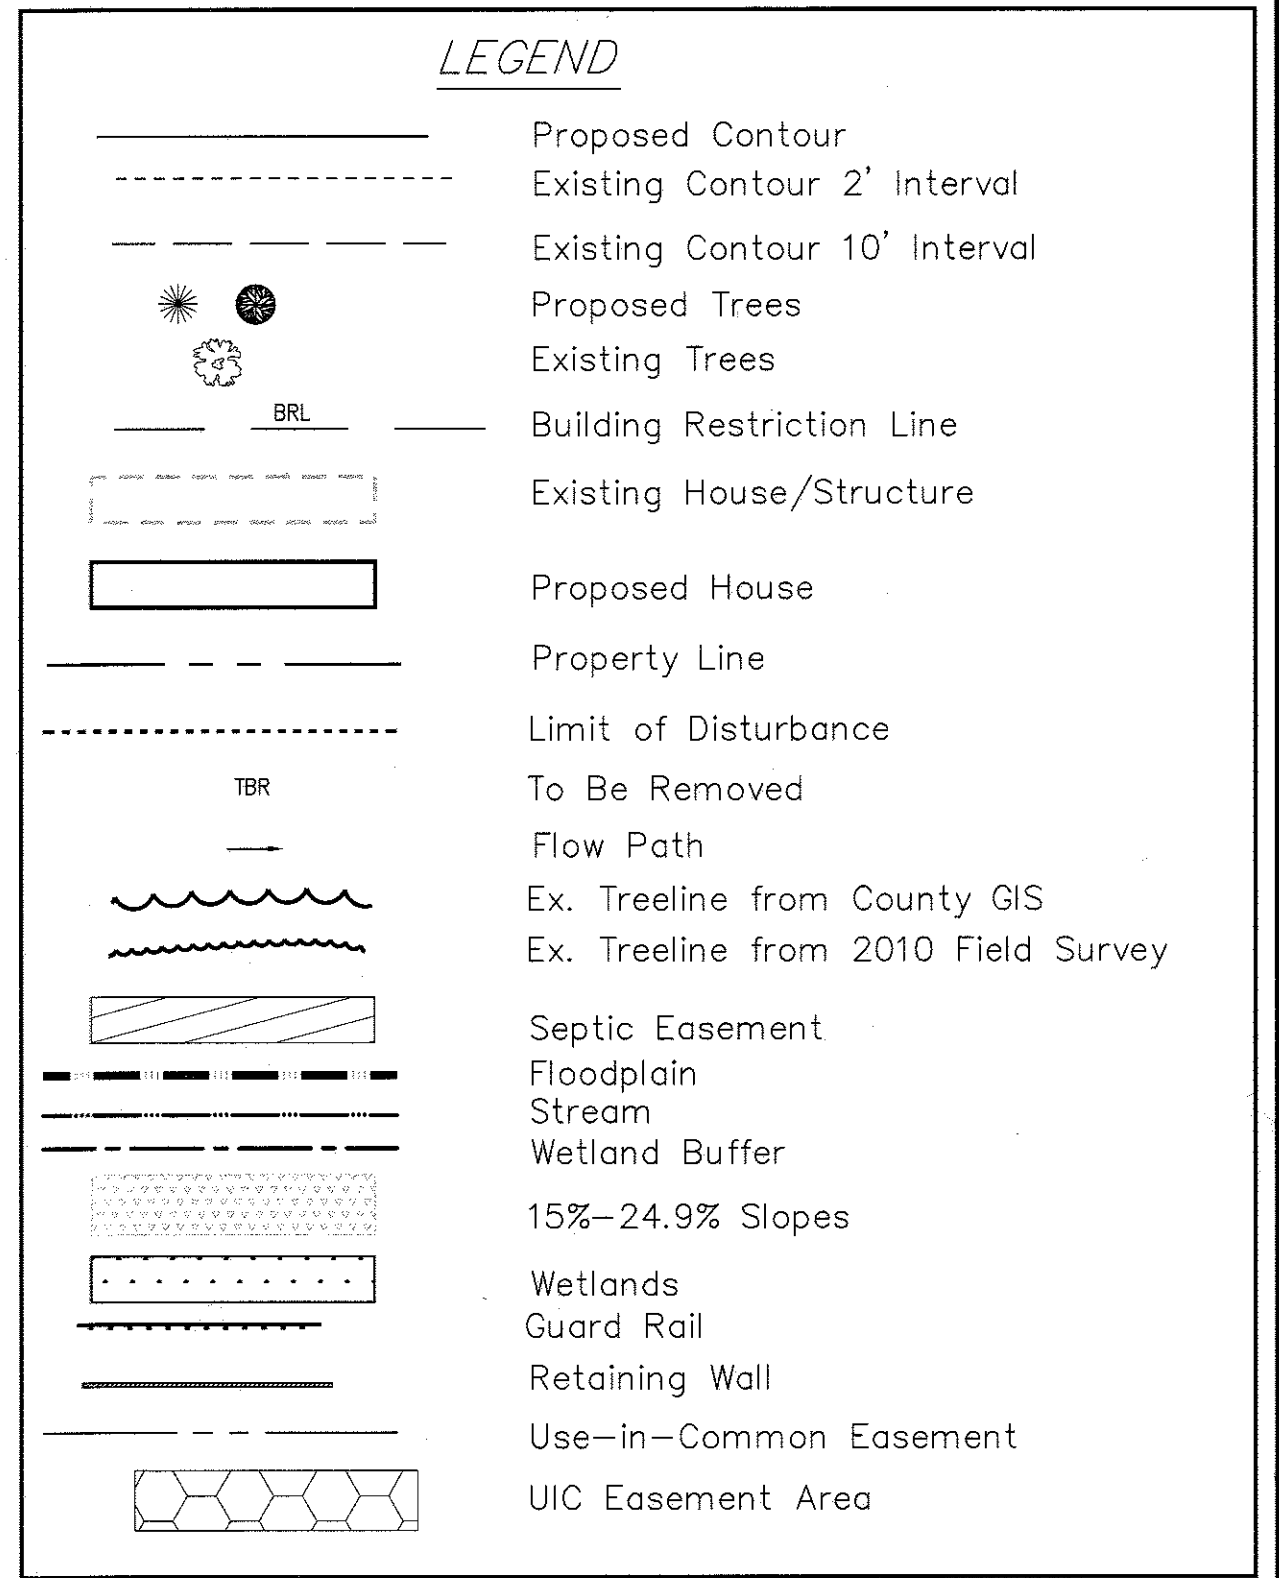 LEGEND
Proposed Contour
Existing Contour 2' Interval
Existing Contour 10' Interval
Proposed Trees
Existing Trees
BRL Building Restriction Line
Existing House/Structure
Proposed House
Property Line
Limit of Disturbance
TBR To Be Removed
Flow Path
Ex. Treeline from County GIS
Ex. Treeline from 2010 Field Survey
Septic Easement
Floodplain
Stream
Wetland Buffer
15%-24.9% Slopes
Wetlands
Guard Rail
Retaining Wall
Use-in-Common Easement
UIC Easement Area